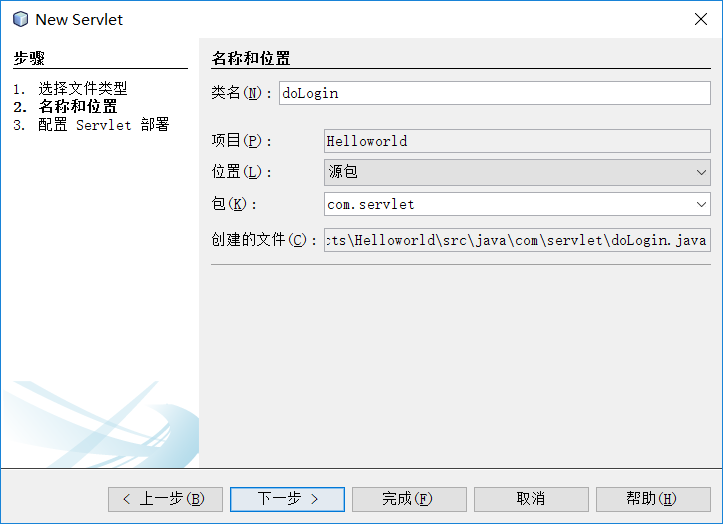 New Servlet
步骤
1. 选择文件类型
2. 名称和位置
3. 配置 Servlet 部署
名称和位置
类名(N): doLogin
项目(P): Helloworld
位置(L): 源包
包(K): com.servlet
创建的文件(C): :ts\Helloworld\src\java\com\servlet\doLogin.java
< 上一步(B)
下一步 >
完成(F)
取消
帮助(H)